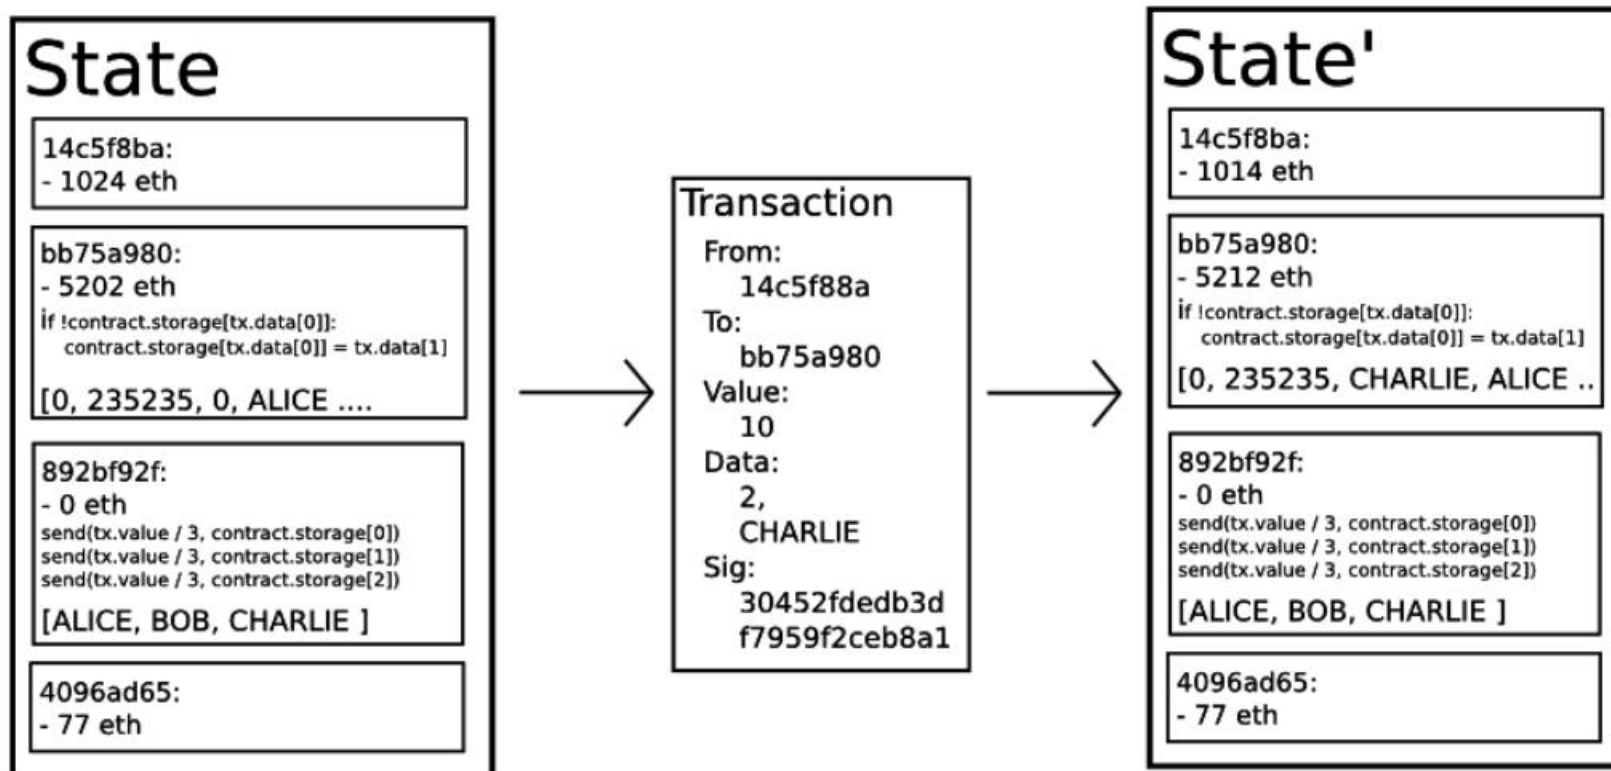 State
14c5f8ba:
- 1024 eth
bb75a980:
- 5202 eth
if !contract.storage[tx.data[0]]:
contract.storage[tx.data[0]] = tx.data[1]
[0, 235235, 0, ALICE ....
892bf92f:
- 0 eth
send(tx.value / 3, contract.storage[0])
send(tx.value / 3, contract.storage[1])
send(tx.value / 3, contract.storage[2])
[ALICE, BOB, CHARLIE ]
4096ad65:
- 77 eth
Transaction
From:
14c5f88a
To:
bb75a980
Value:
10
Data:
2,
CHARLIE
Sig:
30452fdedb3d
f7959f2ceb8a1
State'
14c5f8ba:
- 1014 eth
bb75a980:
- 5212 eth
if !contract.storage[tx.data[0]]:
contract.storage[tx.data[0]] = tx.data[1]
[0, 235235, CHARLIE, ALICE ..
892bf92f:
- 0 eth
send(tx.value / 3, contract.storage[0])
send(tx.value / 3, contract.storage[1])
send(tx.value / 3, contract.storage[2])
[ALICE, BOB, CHARLIE ]
4096ad65:
- 77 eth